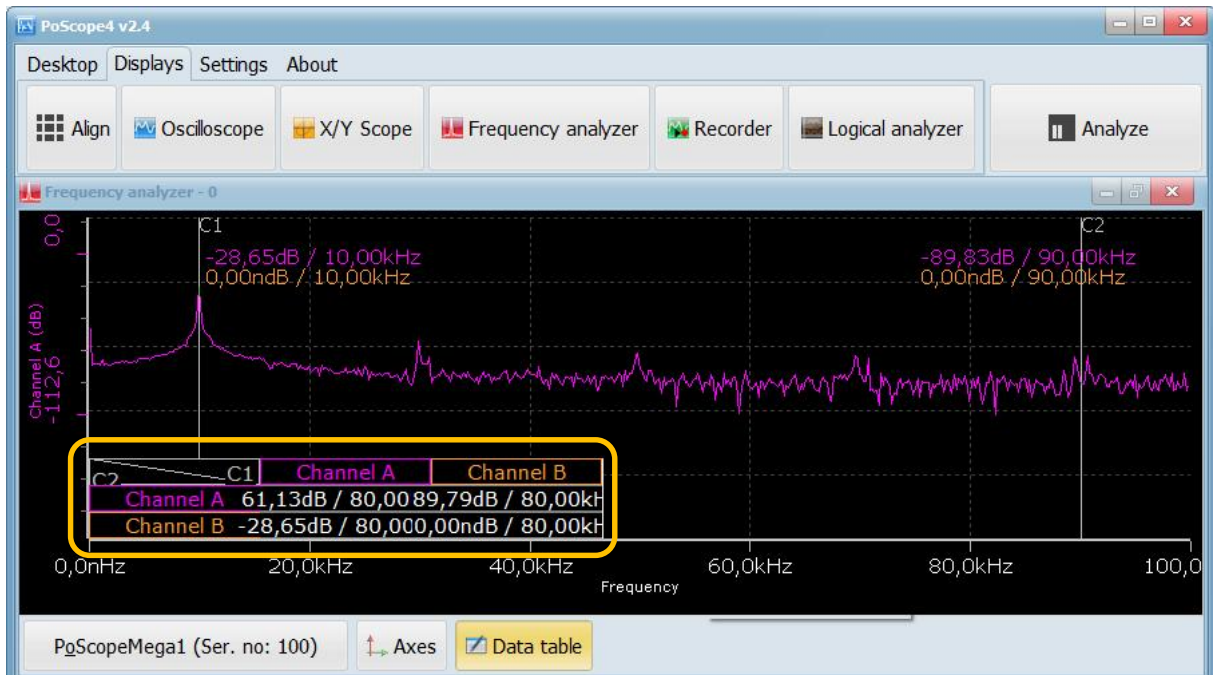 PoScope4 v2.4
Desktop Displays Settings About
Align Oscilloscope X/Y Scope Frequency analyzer Recorder Logical analyzer Analyze
Frequency analyzer - 0
0,0
Channel A (dB)
-112,6
C1
-28,65dB / 10,00kHz
0,00ndB / 10,00kHz
C2
-89,83dB / 90,00kHz
0,00ndB / 90,00kHz
C2 C1 Channel A Channel B
Channel A 61,13dB / 80,00 89,79dB / 80,00k
Channel B -28,65dB / 80,00 0,00ndB / 80,00k
0,0nHz 20,0kHz 40,0kHz 60,0kHz 80,0kHz 100,0
Frequency
PoScopeMega1 (Ser. no: 100) Axes Data table